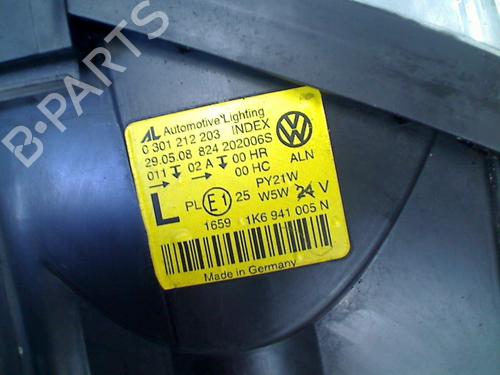 B-PARTS
AL Automotive Lighting
0 301 212 203 INDEX
29.05.08 824 202006S
011 02 A 00 HR
00 HC
ALN
L PL E1 25 PY21W
W5W 24 V
1659 1K6 941 005 N
Made in Germany